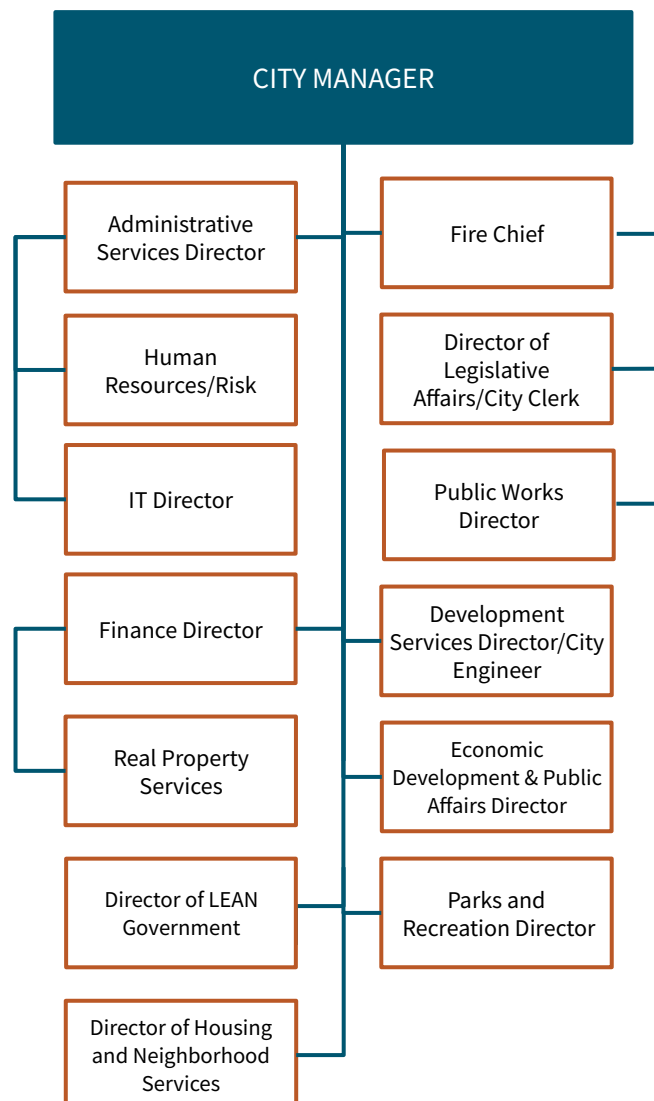 CITY MANAGER
Administrative
Services Director
Human
Resources/Risk
IT Director
Finance Director
Real Property
Services
Director of LEAN
Government
Director of Housing
and Neighborhood
Services
Fire Chief
Director of
Legislative
Affairs/City Clerk
Public Works
Director
Development
Services Director/City
Engineer
Economic
Development & Public
Affairs Director
Parks and
Recreation Director